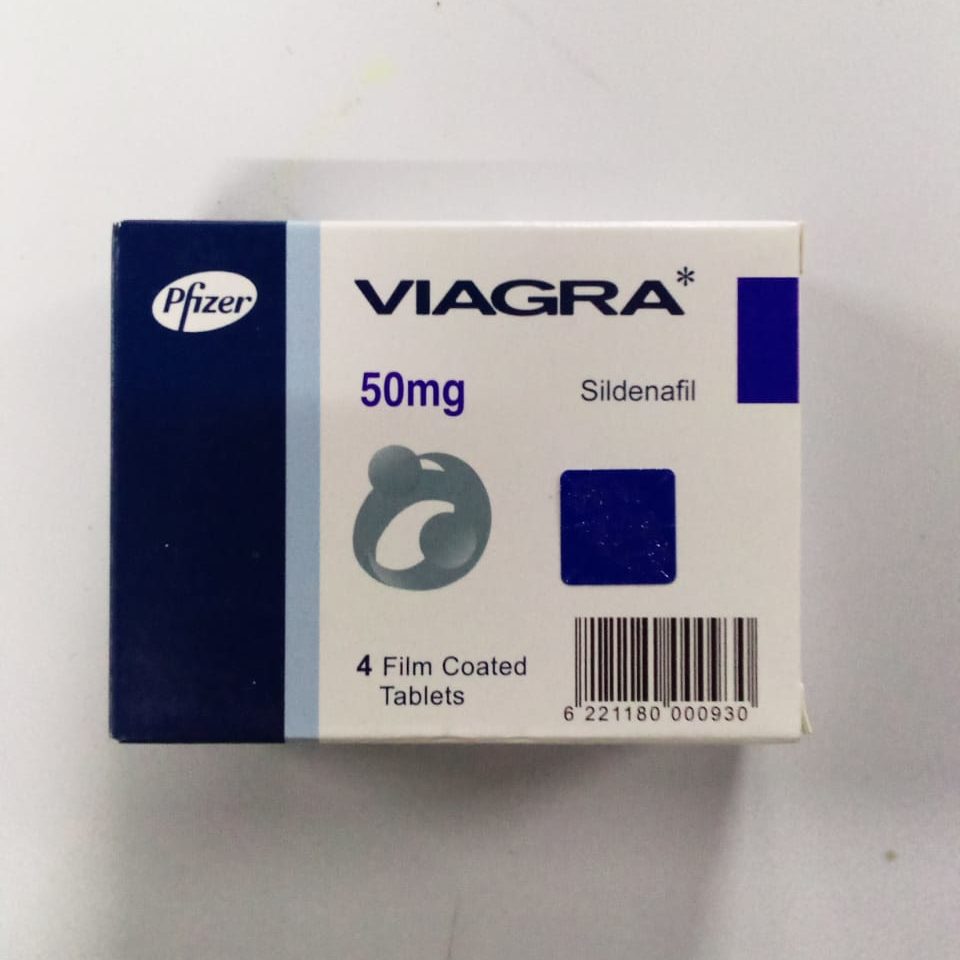 Pfizer
VIAGRA*
50mg
Sildenafil
4 Film Coated
Tablets
6 221180 000930